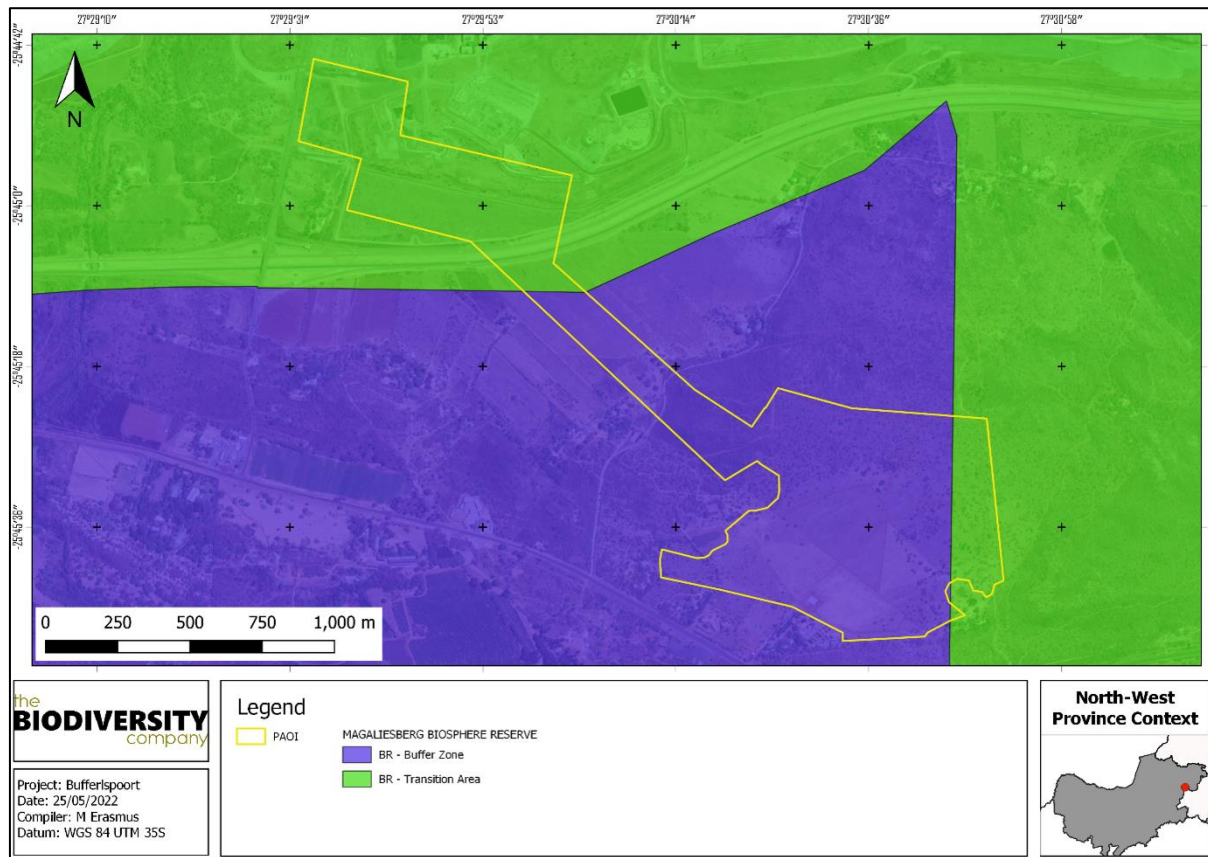 27°29'10" 27°29'31" 27°29'53" 27°30'14" 27°30'36" 27°30'58"
-25°44'42"
-25°45'0"
-25°45'18"
-25°45'36"
N
0 250 500 750 1,000 m
the
BIODIVERSITY
company
Project: Bufferlspoort
Date: 25/05/2022
Compiler: M Erasmus
Datum: WGS 84 UTM 35S
Legend
PAOI
MAGALIESBERG BIOSPHERE RESERVE
BR - Buffer Zone
BR - Transition Area
North-West
Province Context